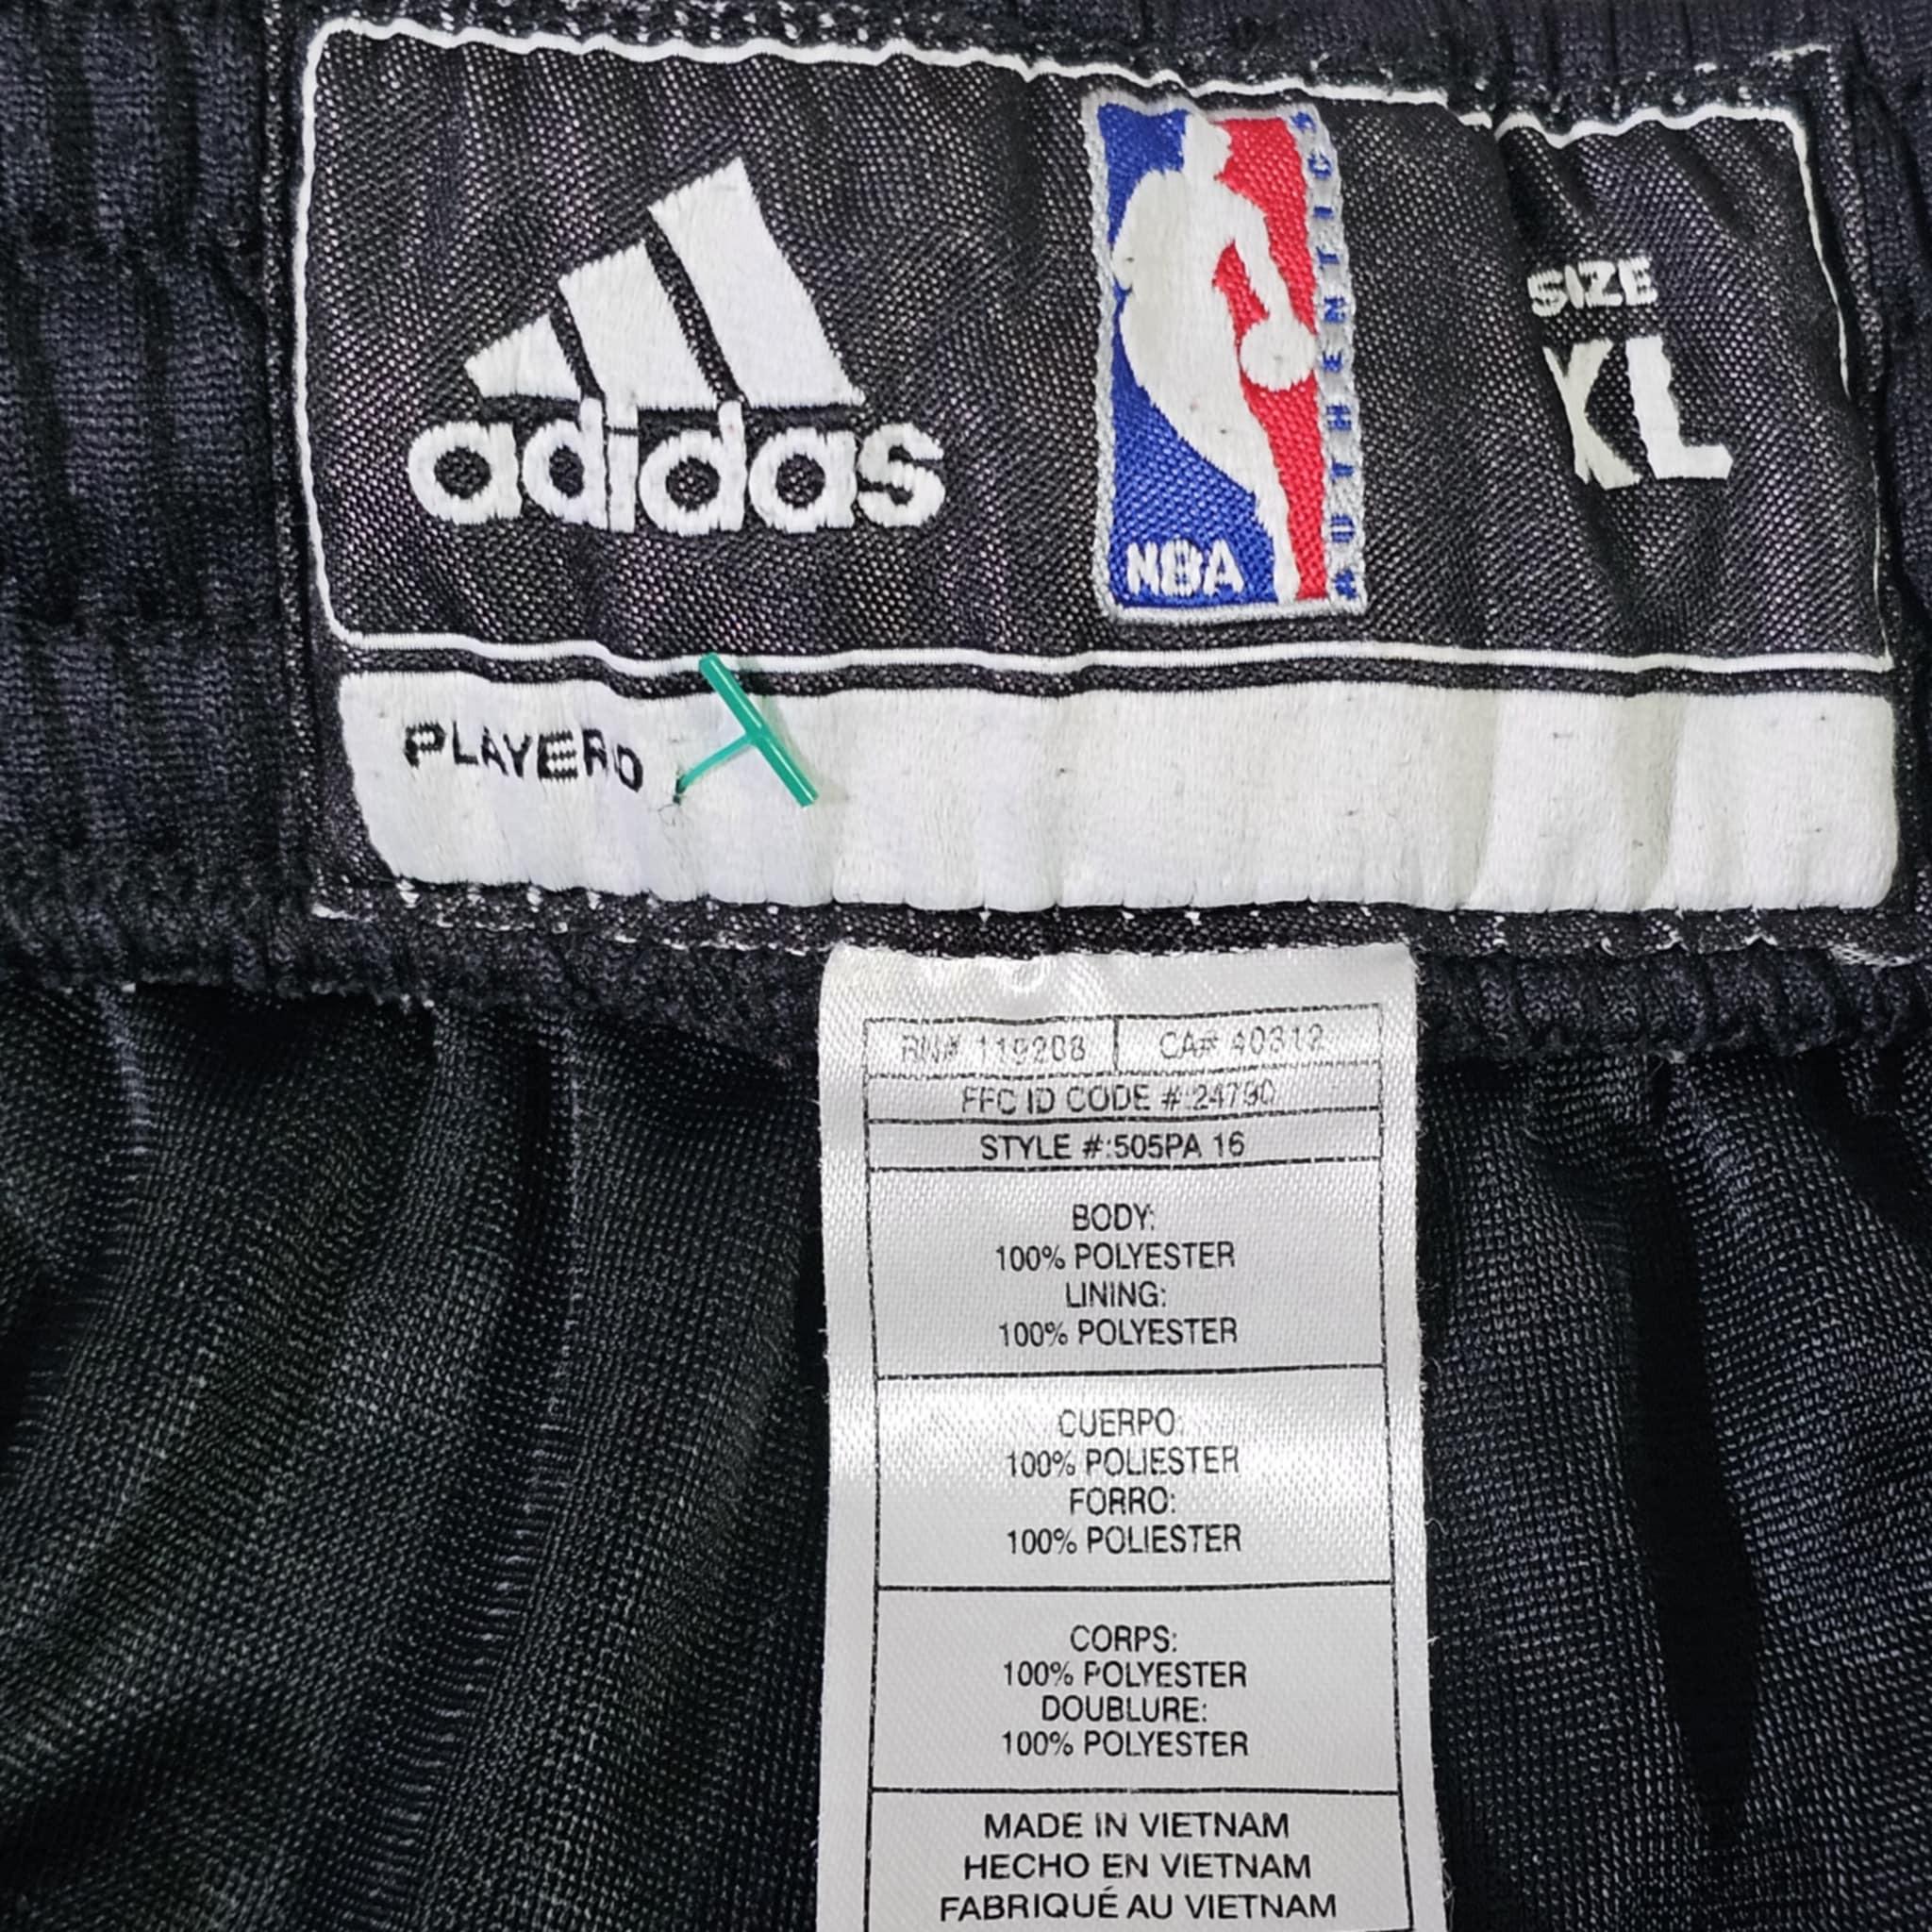 adidas
NBA
AUTHENTICS
SIZE
XL
PLAYERO
RN# 119208 CA# 40312
FFC ID CODE #:24790
STYLE #:505PA 16
BODY:
100% POLYESTER
LINING:
100% POLYESTER
CUERPO:
100% POLIESTER
FORRO:
100% POLIESTER
CORPS:
100% POLYESTER
DOUBLURE:
100% POLYESTER
MADE IN VIETNAM
HECHO EN VIETNAM
FABRIQUÉ AU VIETNAM